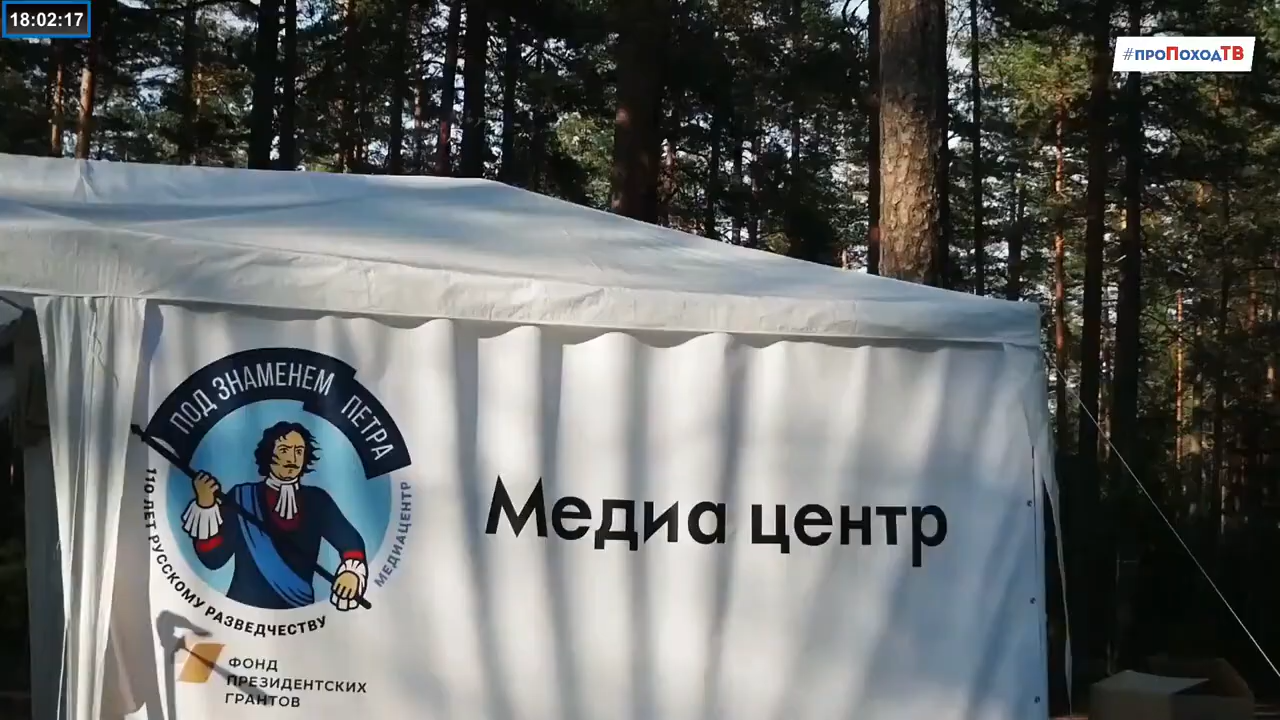 18:02:17
#проПоходТВ
ПОД ЗНАМЕНЕМ ПЕТРА
110 ЛЕТ РУССКОМУ РАЗВЕДЧЕСТВУ
МЕДИАЦЕНТР
Медиа центр
ФОНД
ПРЕЗИДЕНТСКИХ
ГРАНТОВ